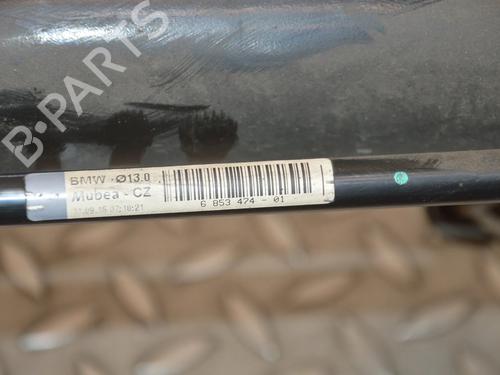 B-PARTS
BMW Ø13.0
Mubea - CZ
6 853 474 - 01